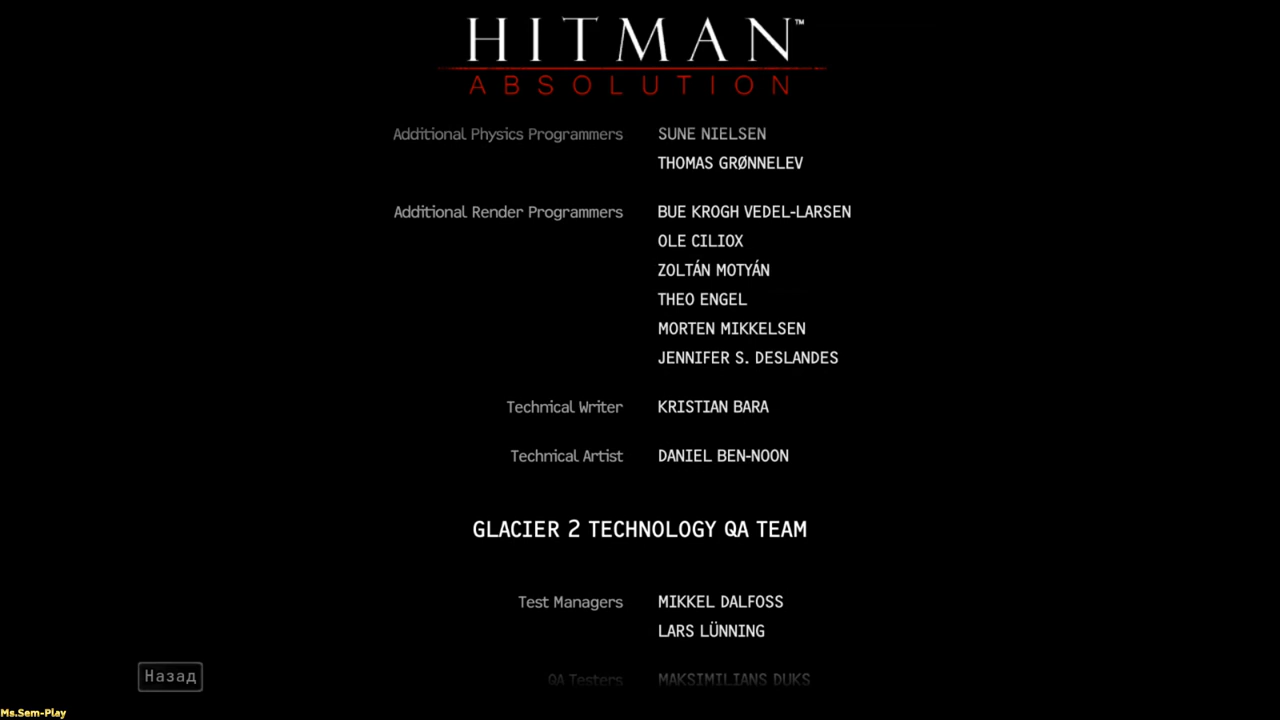 HITMAN™
ABSOLUTION
Additional Physics Programmers SUNE NIELSEN
THOMAS GRØNNELEV
Additional Render Programmers BUE KROGH VEDEL-LARSEN
OLE CILIOX
ZOLTÁN MOTYÁN
THEO ENGEL
MORTEN MIKKELSEN
JENNIFER S. DESLANDES
Technical Writer KRISTIAN BARA
Technical Artist DANIEL BEN-NOON
GLACIER 2 TECHNOLOGY QA TEAM
Test Managers MIKKEL DALFOSS
LARS LÜNNING
QA Testers MAKSIMILIANS DUKS
Назад
Ms.Sem-Play